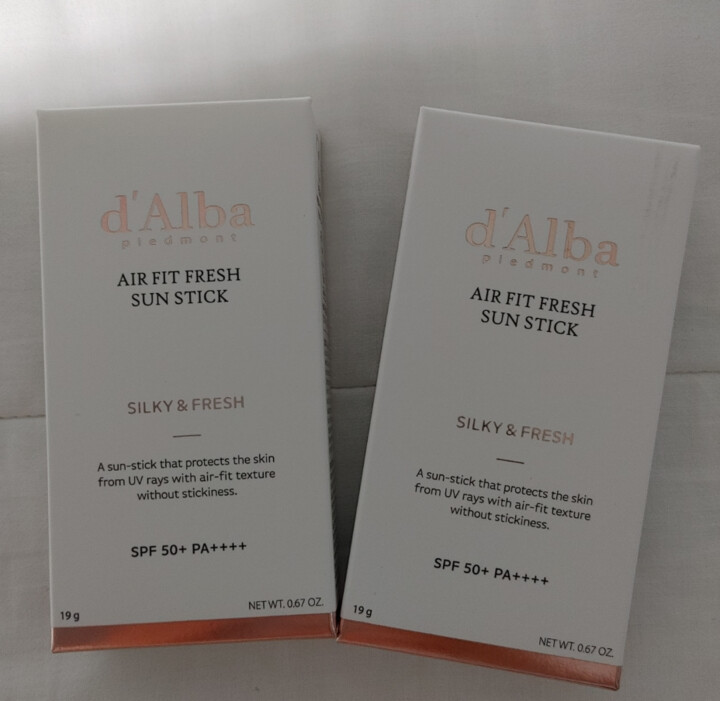 d'Alba
piedmont
AIR FIT FRESH
SUN STICK
SILKY & FRESH
A sun-stick that protects the skin
from UV rays with air-fit texture
without stickiness.
SPF 50+ PA++++
19 g
NET WT. 0.67 OZ.
d'Alba
piedmont
AIR FIT FRESH
SUN STICK
SILKY & FRESH
A sun-stick that protects the skin
from UV rays with air-fit texture
without stickiness.
SPF 50+ PA++++
19 g
NET WT. 0.67 OZ.